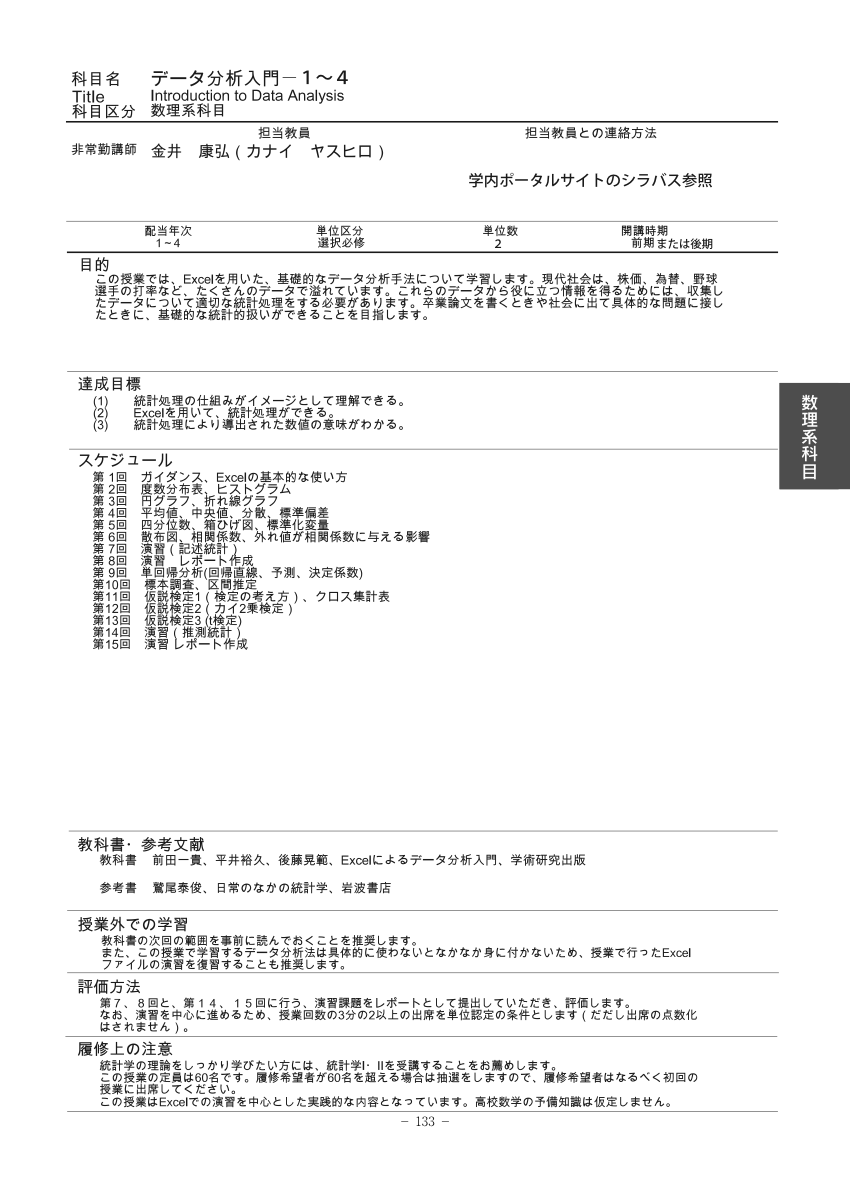 科目名　データ分析入門－１～４
Title　Introduction to Data Analysis
科目区分　数理系科目
担当教員　担当教員との連絡方法
非常勤講師　金井　康弘（カナイ　ヤスヒロ）
学内ポータルサイトのシラバス参照
配当年次　単位区分　単位数　開講時期
1～4　選択必修　2　前期または後期
目的
この授業では、Excelを用いた、基礎的なデータ分析手法について学習します。現代社会は、株価、為替、野球
選手の打率など、たくさんのデータで溢れています。これらのデータから役に立つ情報を得るためには、収集し
たデータについて適切な統計処理をする必要があります。卒業論文を書くときや社会に出て具体的な問題に接し
たときに、基礎的な統計的扱いができることを目指します。
達成目標
(1)　統計処理の仕組みがイメージとして理解できる。
(2)　Excelを用いて、統計処理ができる。
(3)　統計処理により導出された数値の意味がわかる。
数理系科目
スケジュール
第 1回　ガイダンス、Excelの基本的な使い方
第 2回　度数分布表、ヒストグラム
第 3回　円グラフ、折れ線グラフ
第 4回　平均値、中央値、分散、標準偏差
第 5回　四分位数、箱ひげ図、標準化変量
第 6回　散布図、相関係数、外れ値が相関係数に与える影響
第 7回　演習（記述統計）
第 8回　演習　レポート作成
第 9回　単回帰分析(回帰直線、予測、決定係数)
第10回　標本調査、区間推定
第11回　仮説検定1（検定の考え方）、クロス集計表
第12回　仮説検定2（カイ2乗検定）
第13回　仮説検定3 (t検定)
第14回　演習（推測統計）
第15回　演習 レポート作成
教科書・参考文献
教科書　前田一貴、平井裕久、後藤晃範、Excelによるデータ分析入門、学術研究出版
参考書　鷲尾泰俊、日常のなかの統計学、岩波書店
授業外での学習
教科書の次回の範囲を事前に読んでおくことを推奨します。
また、この授業で学習するデータ分析法は具体的に使わないとなかなか身に付かないため、授業で行ったExcel
ファイルの演習を復習することも推奨します。
評価方法
第７、８回と、第１４、１５回に行う、演習課題をレポートとして提出していただき、評価します。
なお、演習を中心に進めるため、授業回数の3分の2以上の出席を単位認定の条件とします（だだし出席の点数化
はされません）。
履修上の注意
統計学の理論をしっかり学びたい方には、統計学I・IIを受講することをお薦めします。
この授業の定員は60名です。履修希望者が60名を超える場合は抽選をしますので、履修希望者はなるべく初回の
授業に出席してください。
この授業はExcelでの演習を中心とした実践的な内容となっています。高校数学の予備知識は仮定しません。
－ 133 －